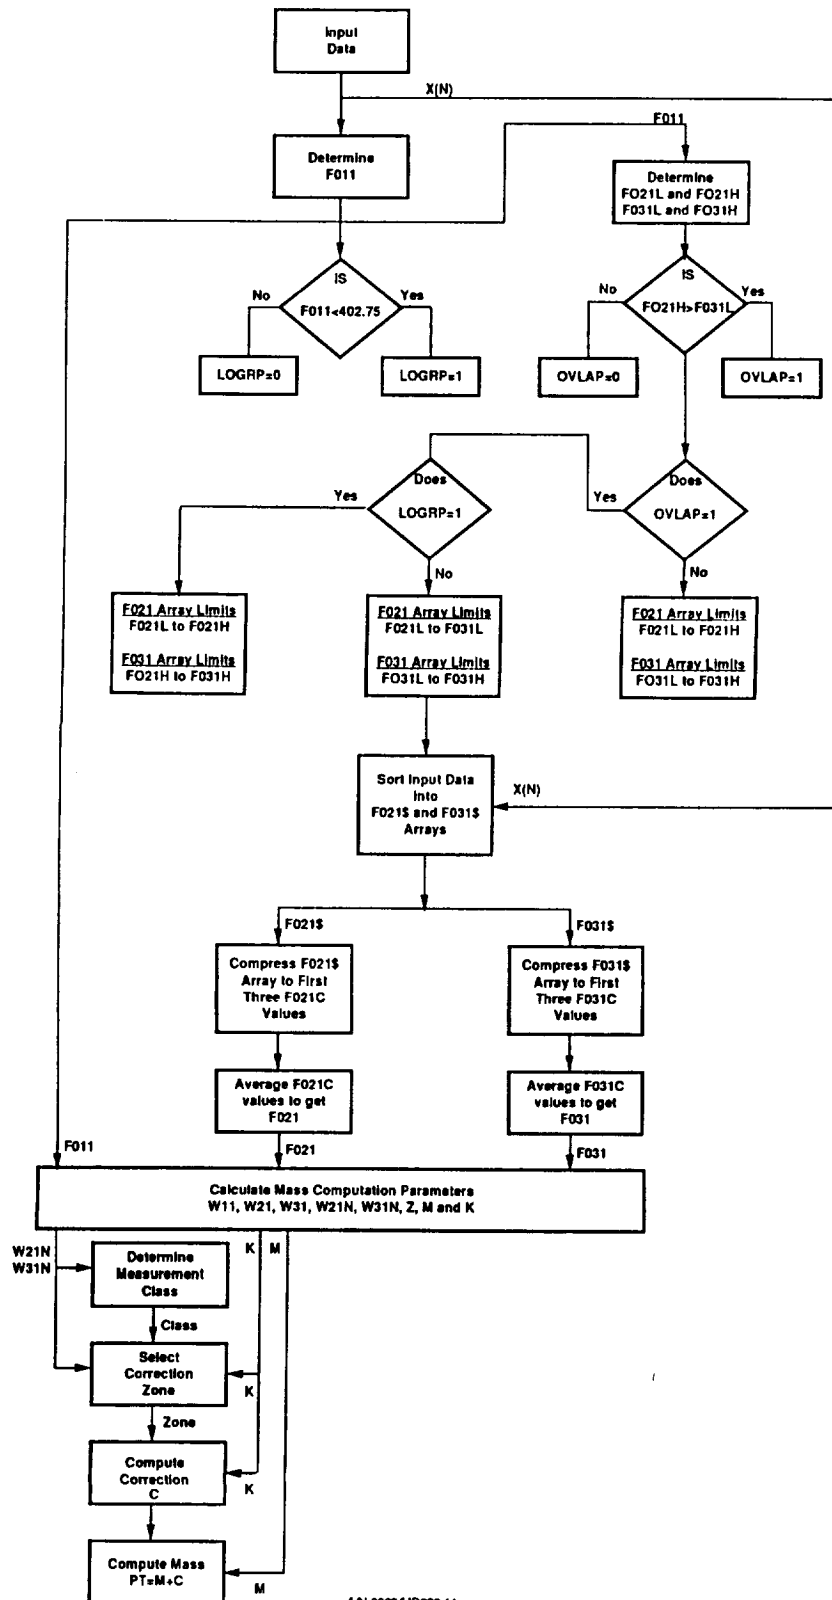 Input
Data
X(N)
F011
Determine
F011
Determine
FO21L and FO21H
F031L and FO31H
IS
F011<402.75
No
Yes
IS
FO21H>F031L
No
Yes
LOGRP=0
LOGRP=1
OVLAP=0
OVLAP=1
Does
LOGRP=1
Yes
No
Does
OVLAP=1
Yes
No
F021 Array Limits
F021L to F021H
F031 Array Limits
FO21H to F031H
F021 Array Limits
F021L to F031L
F031 Array Limits
FO31L to F031H
F021 Array Limits
F021L to F021H
F031 Array Limits
FO31L to F031H
Sort Input Data
Into
F021$ and F031$
Arrays
X(N)
F021$
F031$
Compress F021$
Array to First
Three F021C
Values
Compress F031$
Array to First
Three F031C
Values
Average F021C
values to get
F021
Average F031C
values to get
F031
F011
F021
F031
Calculate Mass Computation Parameters
W11, W21, W31, W21N, W31N, Z, M and K
W21N
W31N
K
M
Determine
Measurement
Class
Class
Select
Correction
Zone
K
Zone
Compute
Correction
C
K
Compute Mass
PT=M+C
M